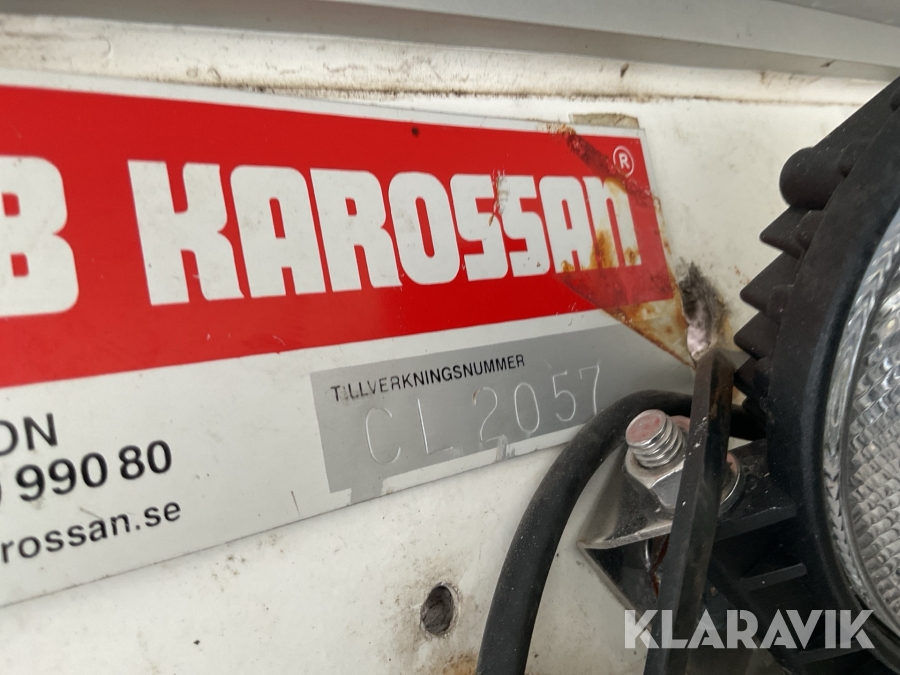 B KAROSSAN ®
TILLVERKNINGSNUMMER
CL 2057
ON
990 80
rossan.se
KLARAVIK